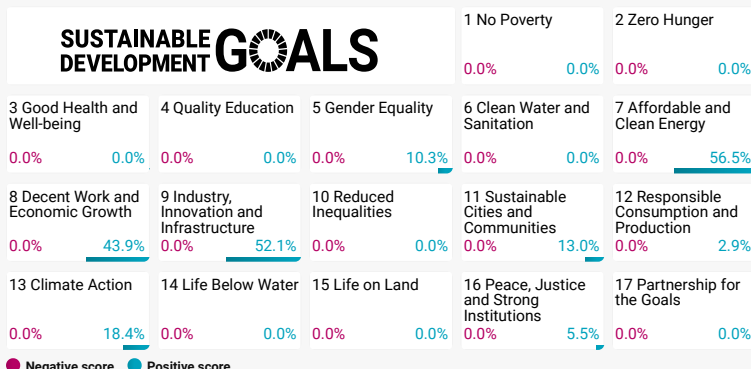 SUSTAINABLE
DEVELOPMENT GOALS
1 No Poverty
0.0% 0.0%
2 Zero Hunger
0.0% 0.0%
3 Good Health and
Well-being
0.0% 0.0%
4 Quality Education
0.0% 0.0%
5 Gender Equality
0.0% 10.3%
6 Clean Water and
Sanitation
0.0% 0.0%
7 Affordable and
Clean Energy
0.0% 56.5%
8 Decent Work and
Economic Growth
0.0% 43.9%
9 Industry,
Innovation and
Infrastructure
0.0% 52.1%
10 Reduced
Inequalities
0.0% 0.0%
11 Sustainable
Cities and
Communities
0.0% 13.0%
12 Responsible
Consumption and
Production
0.0% 2.9%
13 Climate Action
0.0% 18.4%
14 Life Below Water
0.0% 0.0%
15 Life on Land
0.0% 0.0%
16 Peace, Justice
and Strong
Institutions
0.0% 5.5%
17 Partnership for
the Goals
0.0% 0.0%
Negative score Positive score